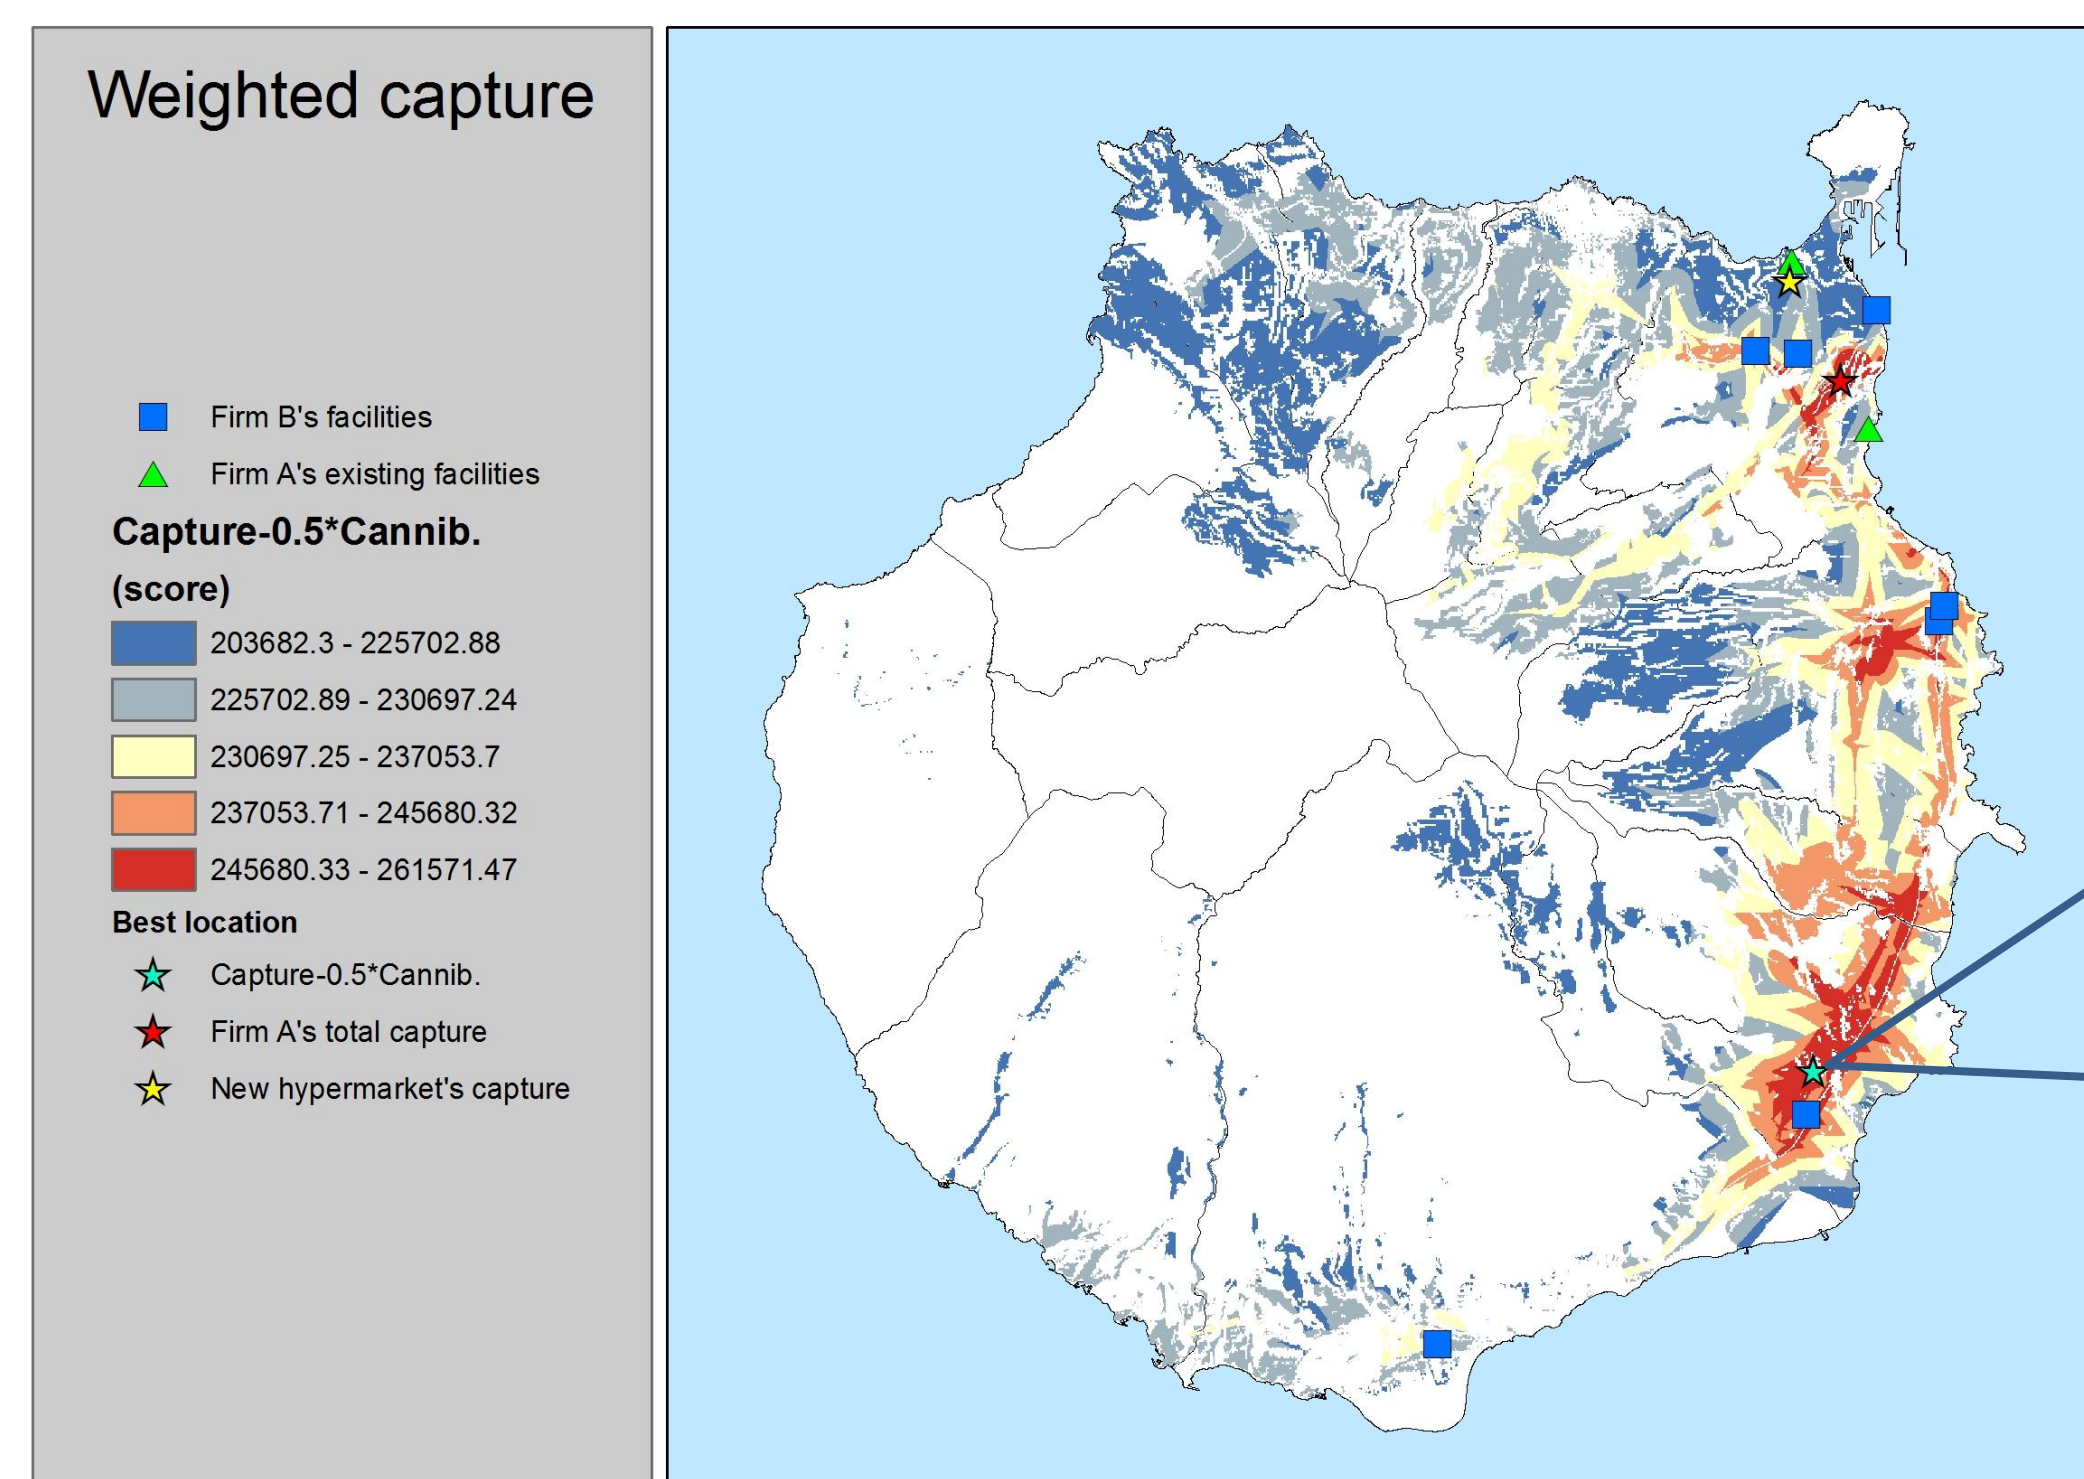 Weighted capture
Firm B's facilities
Firm A's existing facilities
Capture-0.5*Cannib.
(score)
203682.3 - 225702.88
225702.89 - 230697.24
230697.25 - 237053.7
237053.71 - 245680.32
245680.33 - 261571.47
Best location
Capture-0.5*Cannib.
Firm A's total capture
New hypermarket's capture